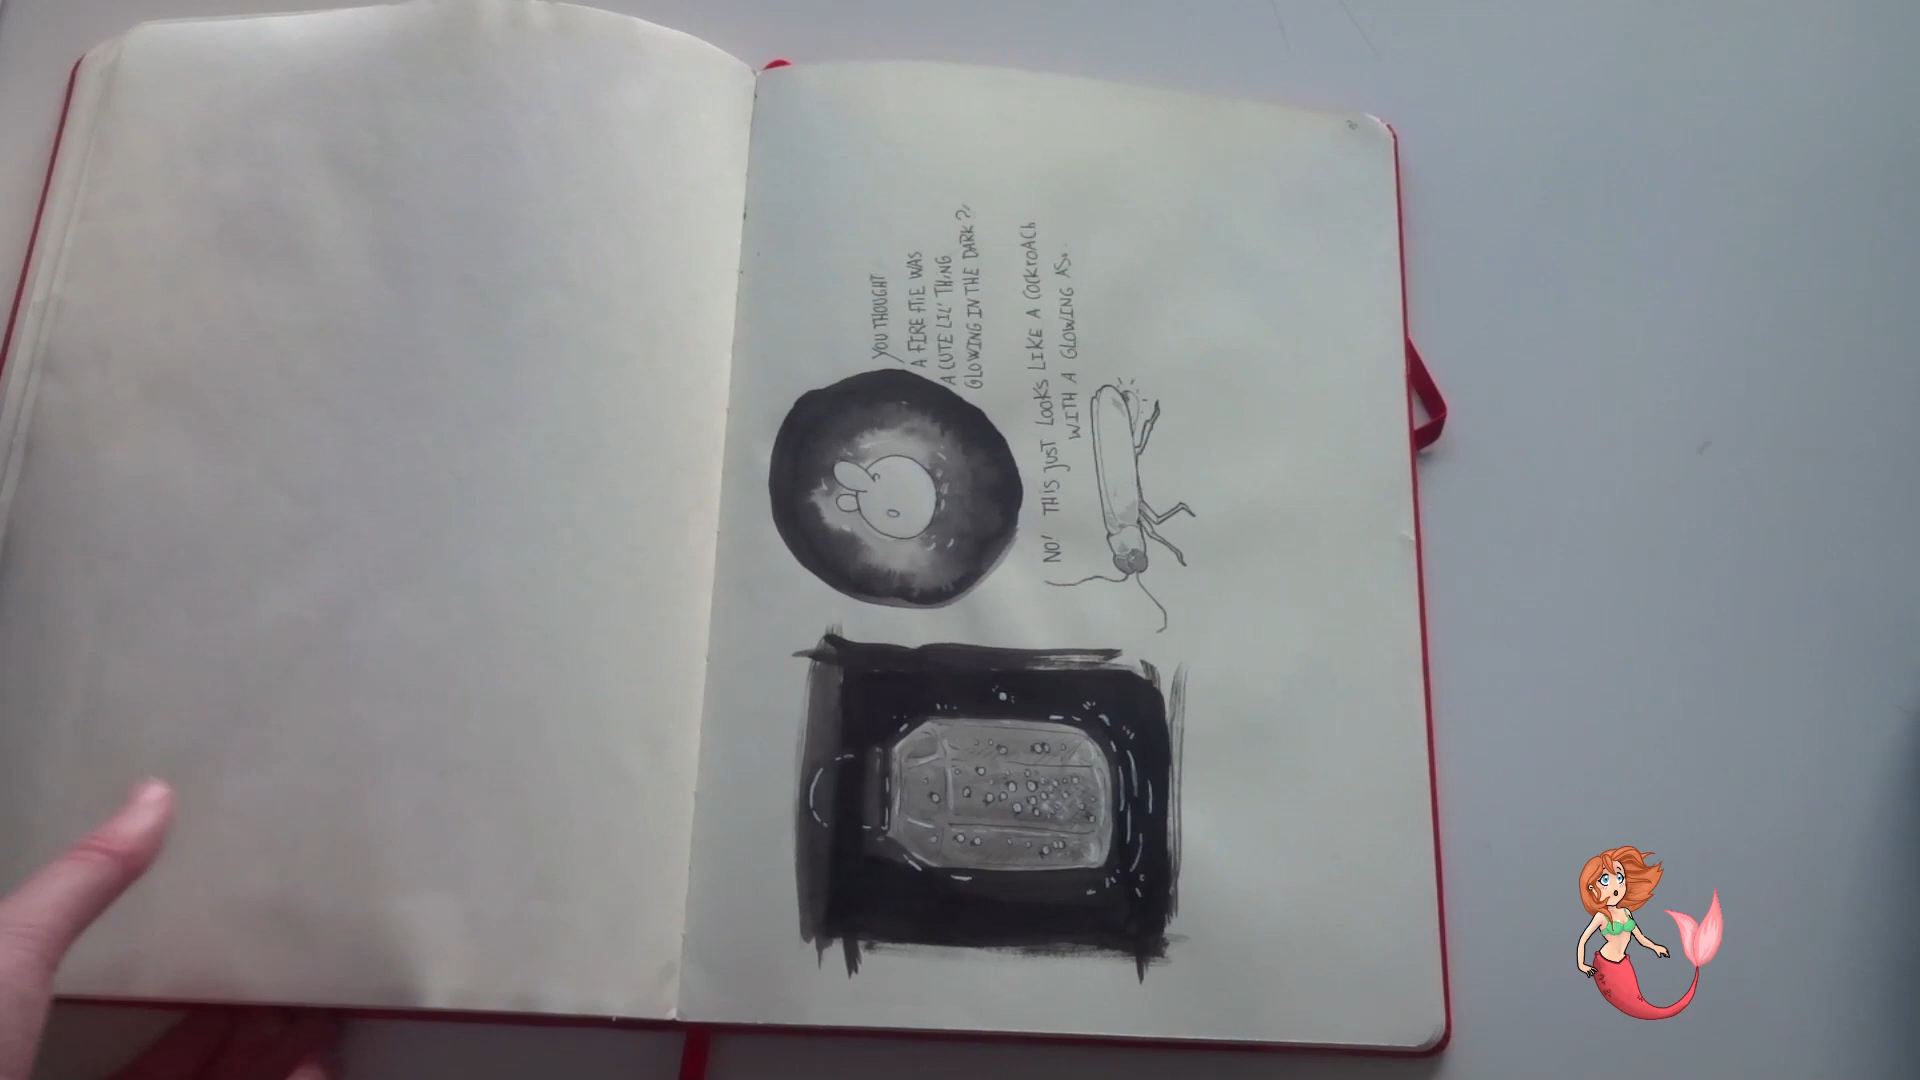 YOU THOUGHT
A FIRE FLIE WAS
A CUTE LIL' THING
GLOWING IN THE DARK?!
NO! THIS JUST LOOKS LIKE A COCKROACH
WITH A GLOWING AS..